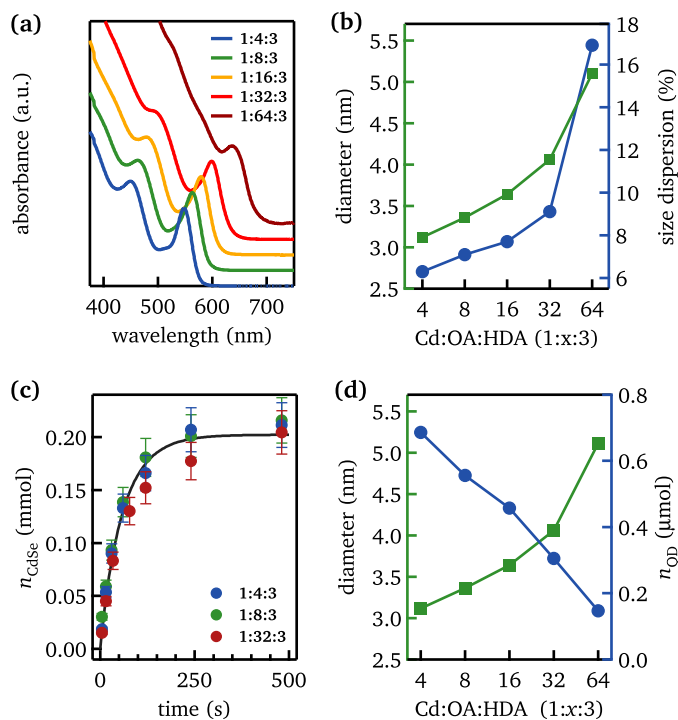 (a)
absorbance (a.u.)
1:4:3
1:8:3
1:16:3
1:32:3
1:64:3
400 500 600 700
wavelength (nm)
(b)
diameter (nm)
5.5
5.0
4.5
4.0
3.5
3.0
2.5
18
16
14
12
10
8
6
size dispersion (%)
4 8 16 32 64
Cd:OA:HDA (1:x:3)
(c)
nCdSe (mmol)
0.20
0.15
0.10
0.05
0.00
1:4:3
1:8:3
1:32:3
0 250 500
time (s)
(d)
diameter (nm)
5.5
5.0
4.5
4.0
3.5
3.0
2.5
0.8
0.6
0.4
0.2
0.0
nOD (μmol)
4 8 16 32 64
Cd:OA:HDA (1:x:3)